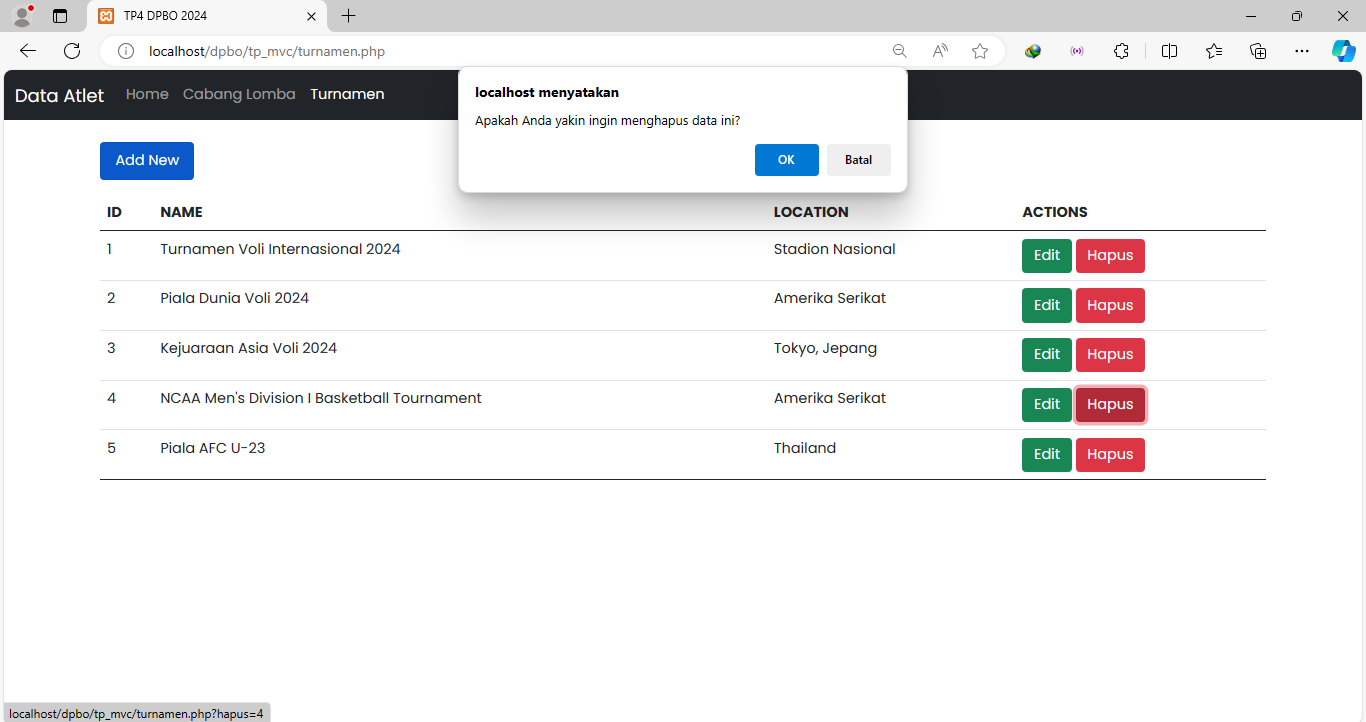 TP4 DPBO 2024
localhost/dpbo/tp_mvc/turnamen.php
Data Atlet Home Cabang Lomba Turnamen
localhost menyatakan
Apakah Anda yakin ingin menghapus data ini?
OK Batal
Add New
ID NAME LOCATION ACTIONS
1 Turnamen Voli Internasional 2024 Stadion Nasional Edit Hapus
2 Piala Dunia Voli 2024 Amerika Serikat Edit Hapus
3 Kejuaraan Asia Voli 2024 Tokyo, Jepang Edit Hapus
4 NCAA Men's Division I Basketball Tournament Amerika Serikat Edit Hapus
5 Piala AFC U-23 Thailand Edit Hapus
localhost/dpbo/tp_mvc/turnamen.php?hapus=4